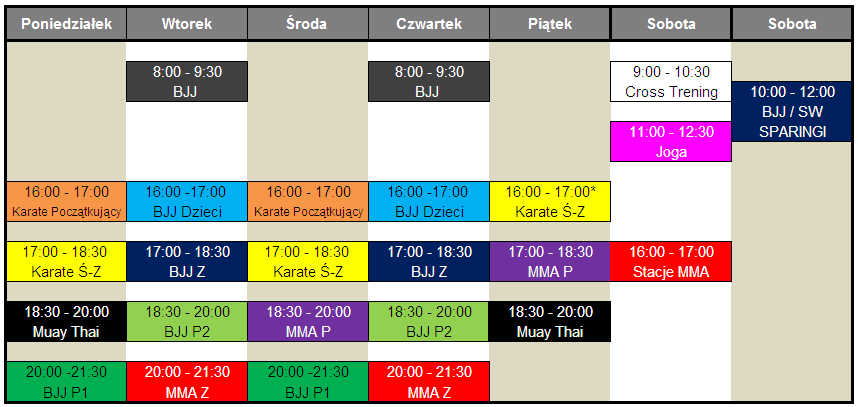 Poniedziałek Wtorek Środa Czwartek Piątek Sobota Sobota
8:00 - 9:30
BJJ
8:00 - 9:30
BJJ
9:00 - 10:30
Cross Trening
10:00 - 12:00
BJJ / SW
SPARINGI
11:00 - 12:30
Joga
16:00 - 17:00
Karate Początkujący
16:00 -17:00
BJJ Dzieci
16:00 - 17:00
Karate Początkujący
16:00 -17:00
BJJ Dzieci
16:00 - 17:00*
Karate Ś-Z
17:00 - 18:30
Karate Ś-Z
17:00 - 18:30
BJJ Z
17:00 - 18:30
Karate Ś-Z
17:00 - 18:30
BJJ Z
17:00 - 18:30
MMA P
16:00 - 17:00
Stacje MMA
18:30 - 20:00
Muay Thai
18:30 - 20:00
BJJ P2
18:30 - 20:00
MMA P
18:30 - 20:00
BJJ P2
18:30 - 20:00
Muay Thai
20:00 -21:30
BJJ P1
20:00 - 21:30
MMA Z
20:00 -21:30
BJJ P1
20:00 - 21:30
MMA Z